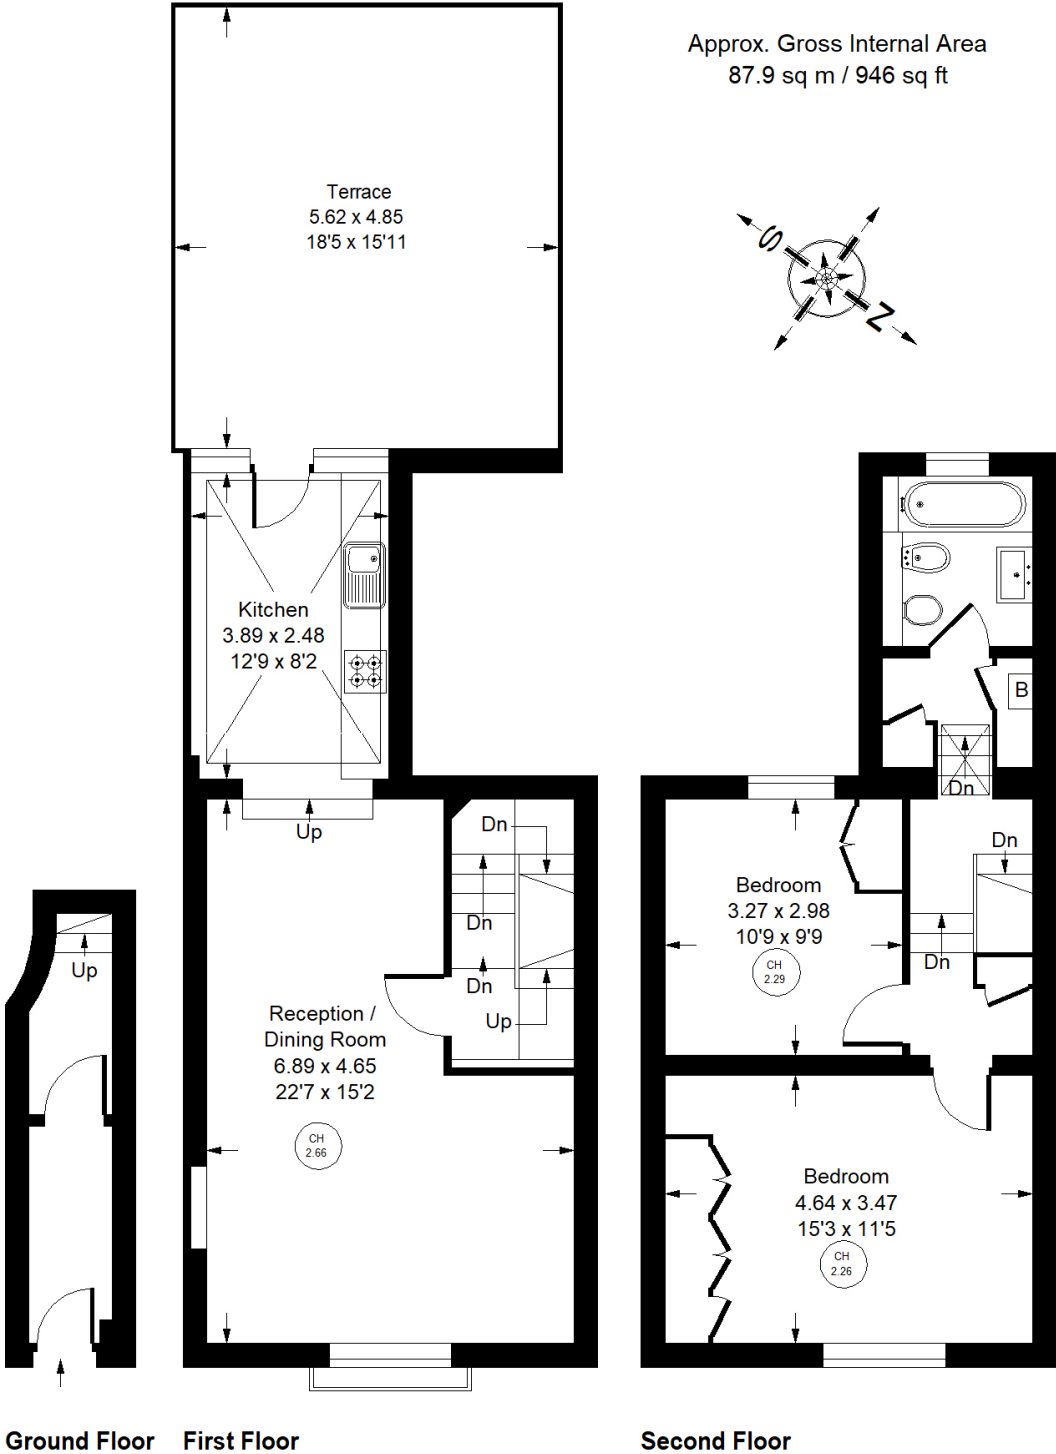 Approx. Gross Internal Area
87.9 sq m / 946 sq ft
Terrace
5.62 x 4.85
18'5 x 15'11
S
N
Kitchen
3.89 x 2.48
12'9 x 8'2
Up
Dn
Dn
Dn
Up
Reception /
Dining Room
6.89 x 4.65
22'7 x 15'2
CH
2.66
Up
B
Dn
Dn
Dn
Bedroom
3.27 x 2.98
10'9 x 9'9
CH
2.29
Bedroom
4.64 x 3.47
15'3 x 11'5
CH
2.26
Ground Floor
First Floor
Second Floor